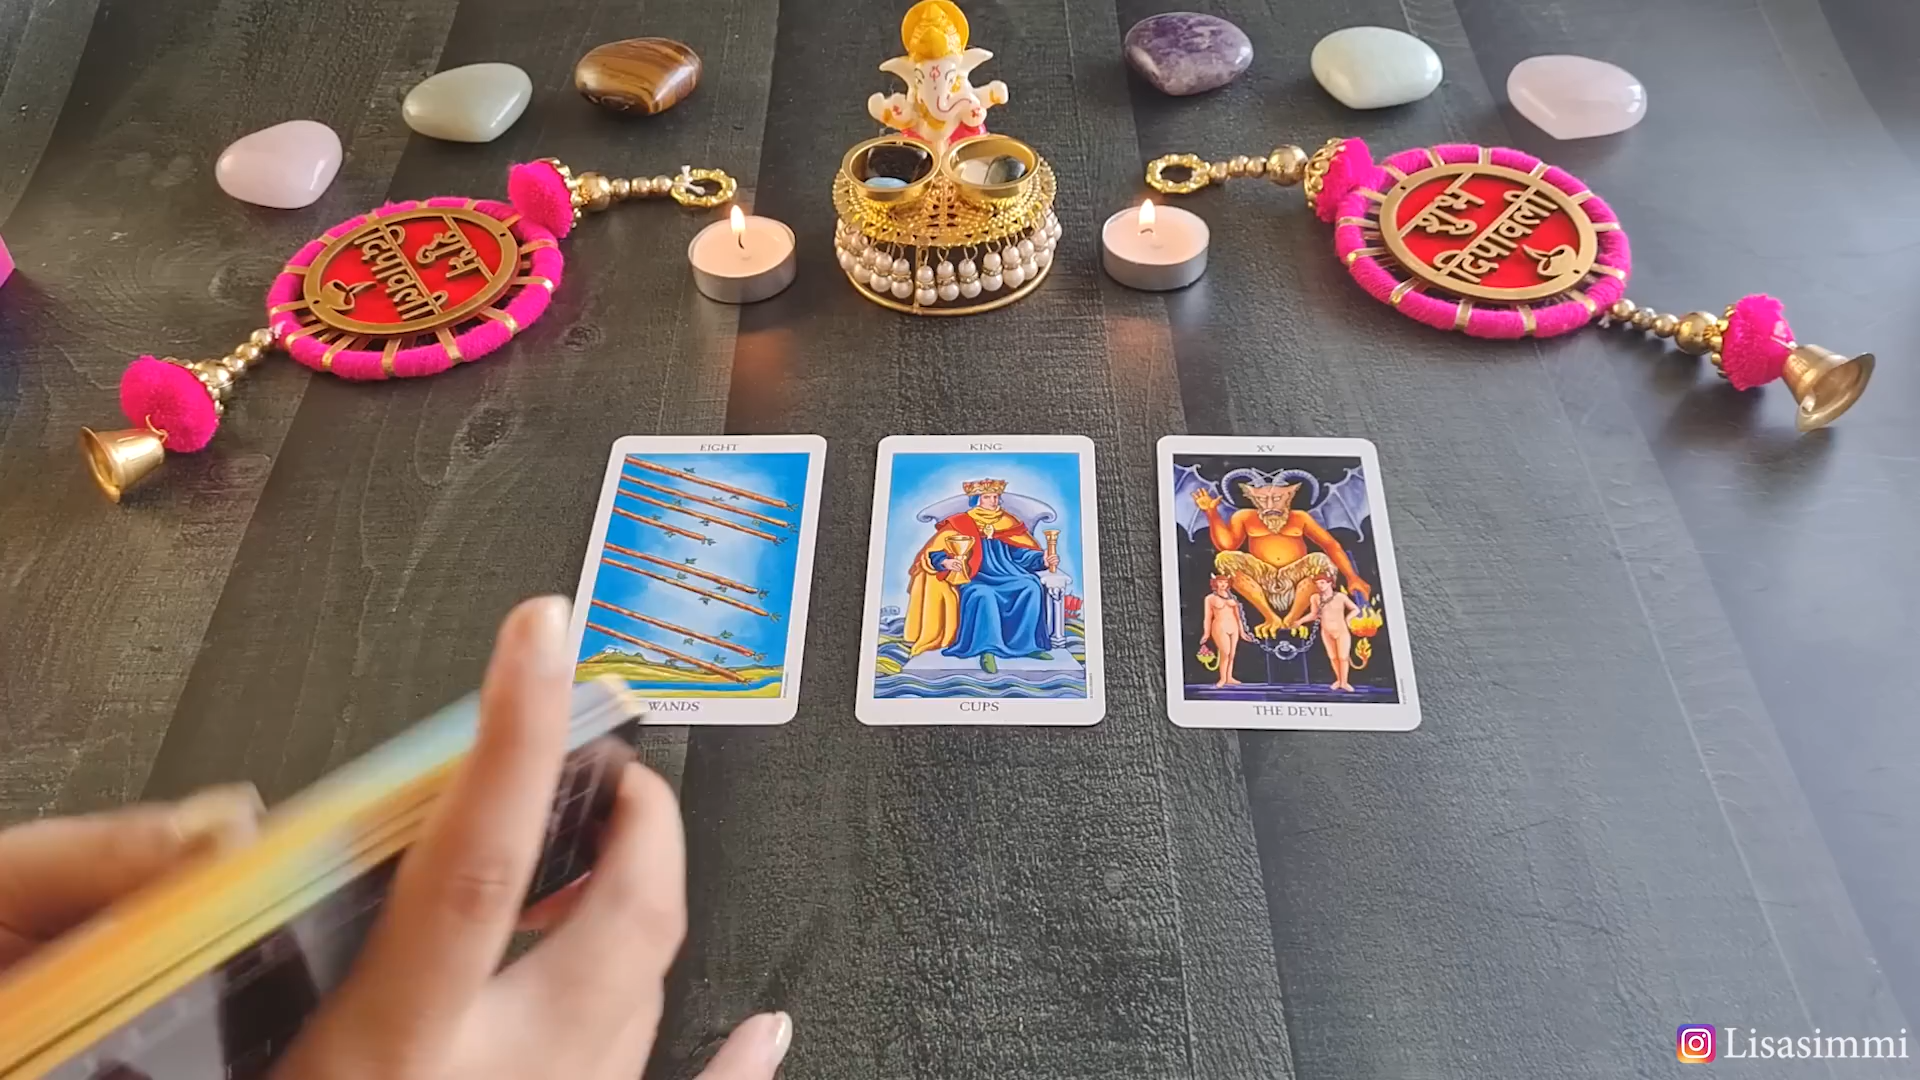 शुभ
दिपावली
शुभ
दिपावली
EIGHT
WANDS
KING
CUPS
XV
THE DEVIL
Lisasimmi